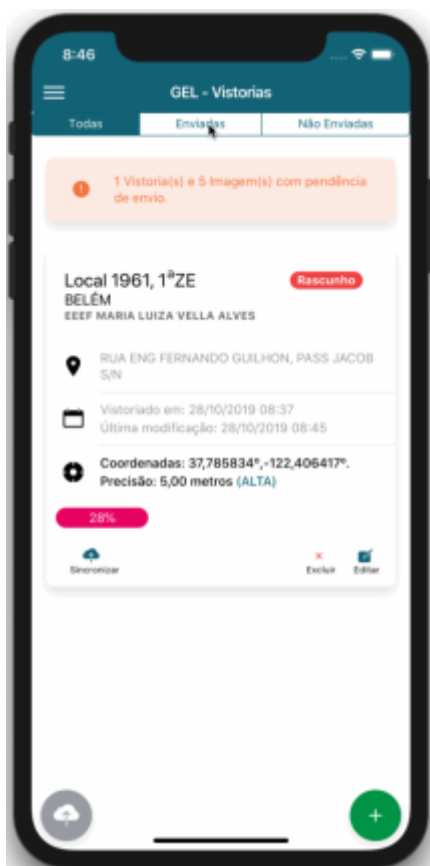 8:46
GEL - Vistorias
Todas
Enviadas
Não Enviadas
1 Vistoria(s) e 5 Imagem(s) com pendência
de envio.
Local 1961, 1ªZE
Rascunho
BELÉM
EEEF MARIA LUIZA VELLA ALVES
RUA ENG FERNANDO GUILHON, PASS JACOB
S/N
Vistoriado em: 28/10/2019 08:37
Última modificação: 28/10/2019 08:45
Coordenadas: 37,785834°,-122,406417°.
Precisão: 5,00 metros (ALTA)
28%
Sincronizar
Excluir
Editar